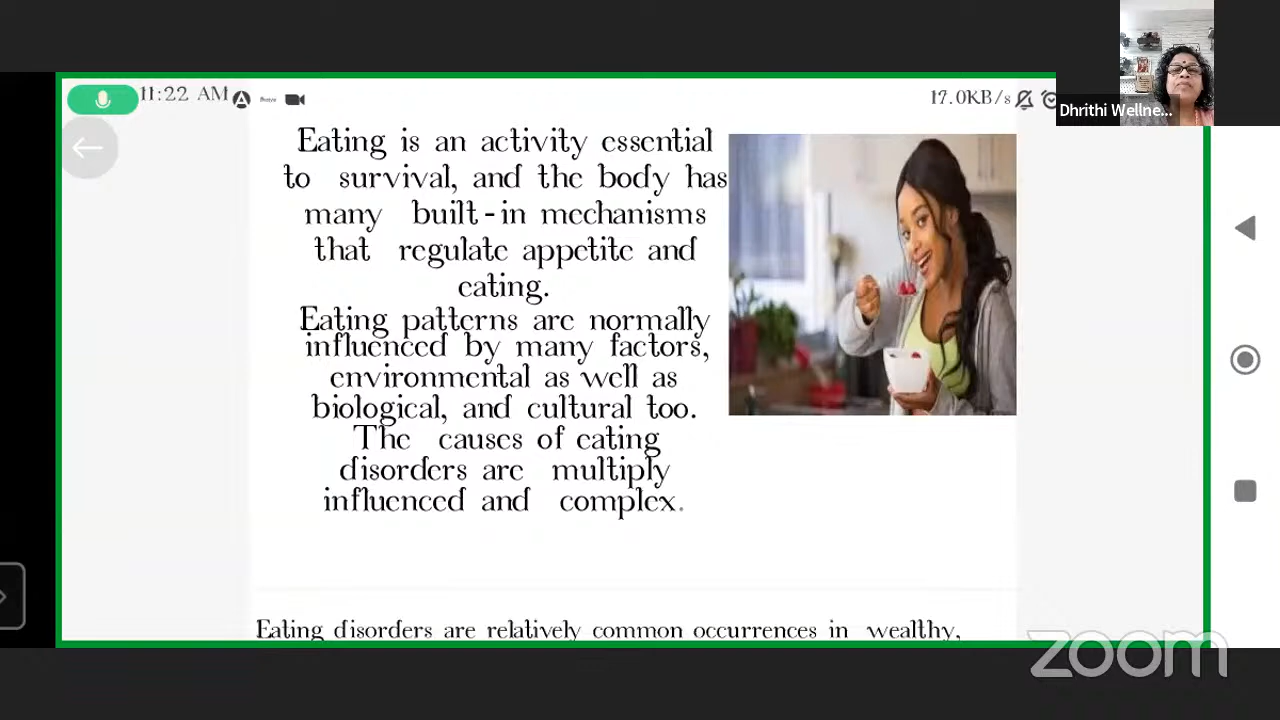 11:22 AM
17.0KB/s
Dhrithi Wellne...
Eating is an activity essential
to survival, and the body has
many built-in mechanisms
that regulate appetite and
eating.
Eating patterns are normally
influenced by many factors,
environmental as well as
biological, and cultural too.
The causes of eating
disorders are multiply
influenced and complex.
Eating disorders are relatively common occurrences in wealthy,
zoom